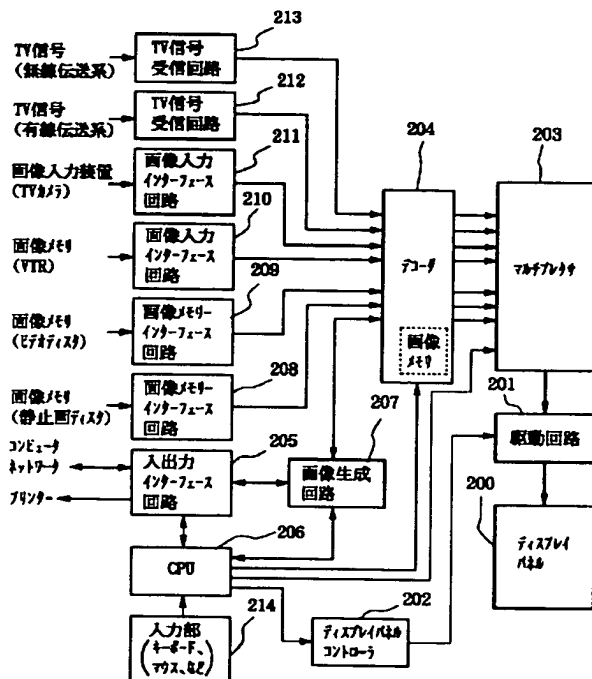 213
TV信号
(無線伝送系)
TV信号
受信回路
212
TV信号
(有線伝送系)
TV信号
受信回路
211
画像入力装置
(TVカメラ)
画像入力
インターフェース
回路
210
画像メモリ
(VTR)
画像入力
インターフェース
回路
209
画像メモリ
(ビデオディスク)
画像メモリー
インターフェース
回路
208
画像メモリ
(静止画ディスク)
画像メモリー
インターフェース
回路
205
コンピュータ
ネットワーク
プリンター
入出力
インターフェース
回路
207
画像生成
回路
206
CPU
214
入力部
(キーボード、
マウス、など)
204
デコーダ
画像
メモリ
203
マルチプレクサ
201
駆動回路
200
ディスプレイ
パネル
202
ディスプレイパネル
コントローラ